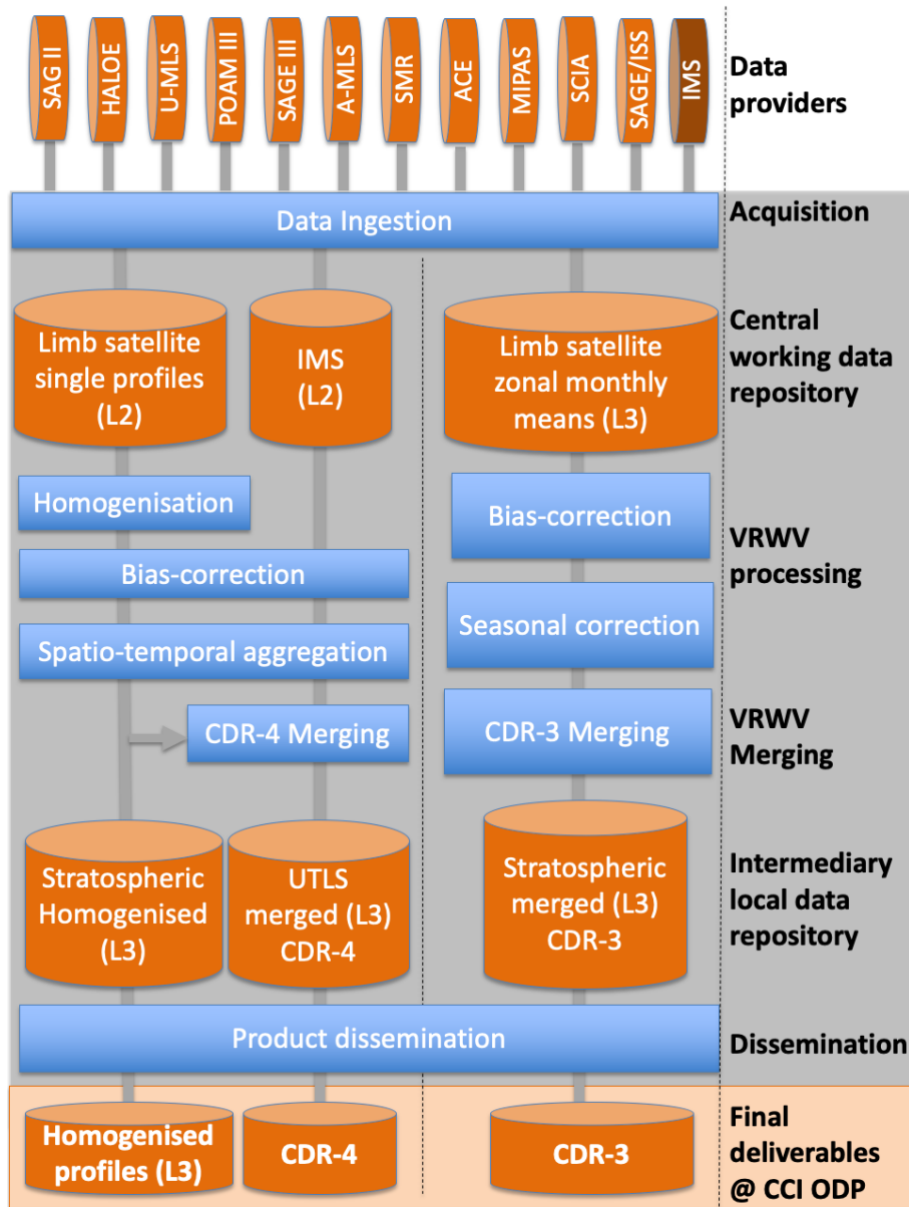 SAG II
HALOE
U-MLS
POAM III
SAGE III
A-MLS
SMR
ACE
MIPAS
SCIA
SAGE/ISS
IMS
Data
providers
Data Ingestion
Acquisition
Limb satellite
single profiles
(L2)
IMS
(L2)
Limb satellite
zonal monthly
means (L3)
Central
working data
repository
Homogenisation
Bias-correction
Spatio-temporal aggregation
Bias-correction
Seasonal correction
VRWV
processing
CDR-4 Merging
CDR-3 Merging
VRWV
Merging
Stratospheric
Homogenised
(L3)
UTLS
merged (L3)
CDR-4
Stratospheric
merged (L3)
CDR-3
Intermediary
local data
repository
Product dissemination
Dissemination
Homogenised
profiles (L3)
CDR-4
CDR-3
Final
deliverables
@ CCI ODP